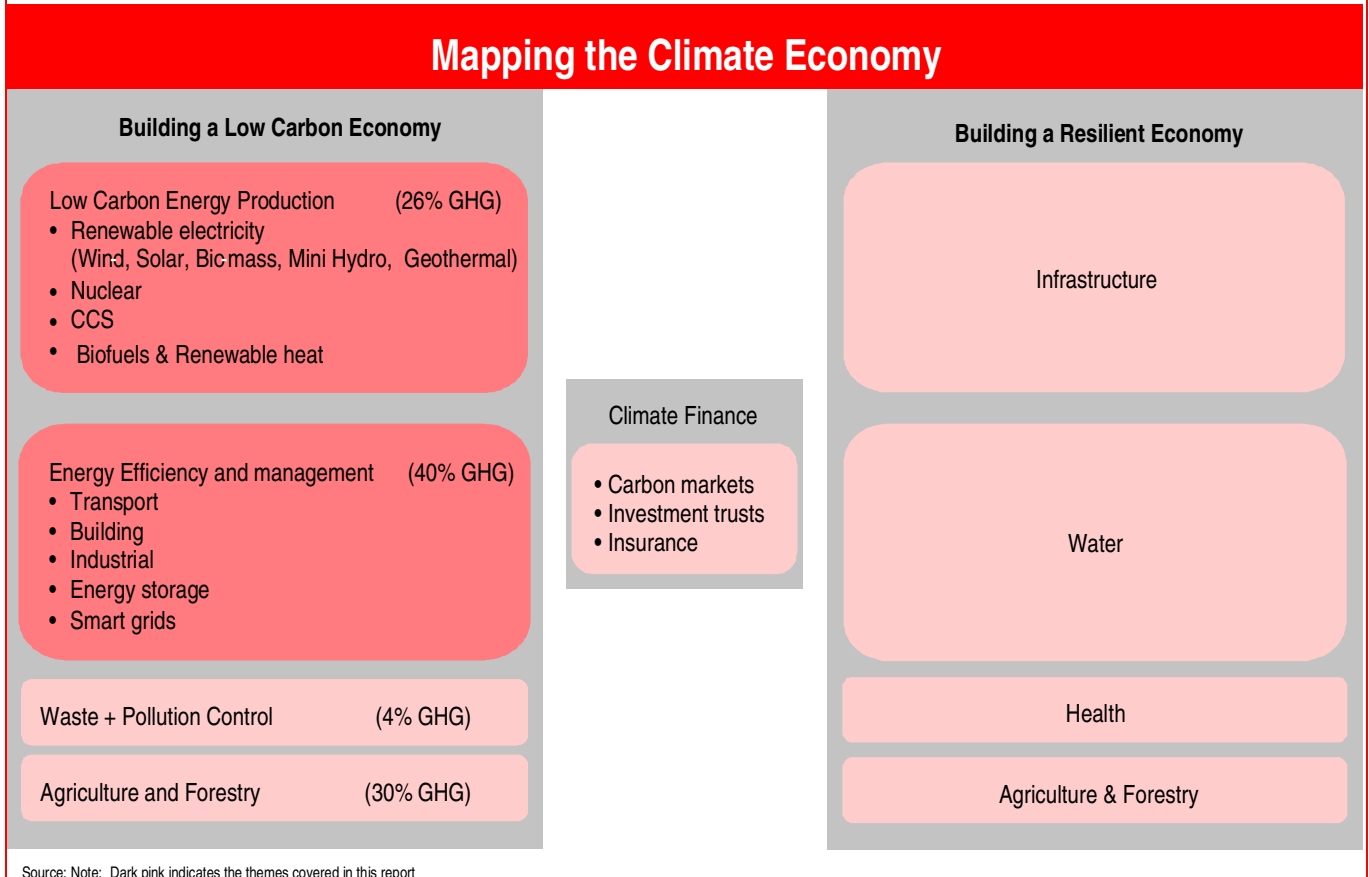 Mapping the Climate Economy
Building a Low Carbon Economy
Low Carbon Energy Production (26% GHG)
• Renewable electricity
(Wind, Solar, Biomass, Mini Hydro, Geothermal)
• Nuclear
• CCS
• Biofuels & Renewable heat
Energy Efficiency and management (40% GHG)
• Transport
• Building
• Industrial
• Energy storage
• Smart grids
Waste + Pollution Control (4% GHG)
Agriculture and Forestry (30% GHG)
Climate Finance
• Carbon markets
• Investment trusts
• Insurance
Building a Resilient Economy
Infrastructure
Water
Health
Agriculture & Forestry
Source: Note: Dark pink indicates the themes covered in this report